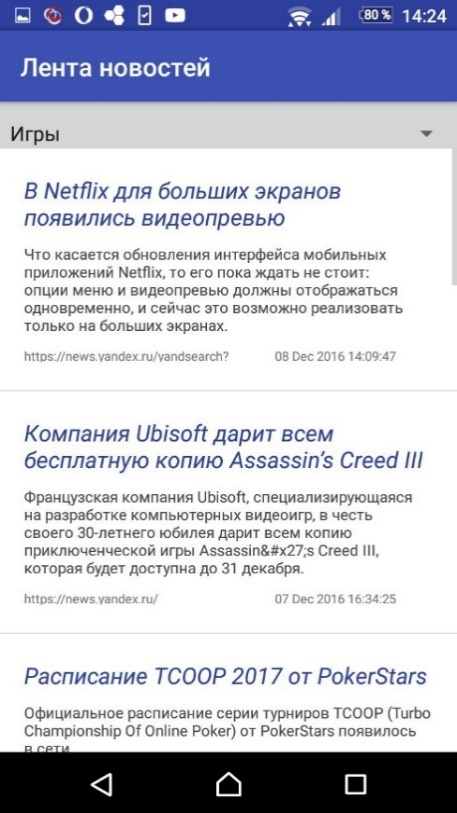 80 % 14:24
Лента новостей
Игры
В Netflix для больших экранов
появились видеопревью
Что касается обновления интерфейса мобильных
приложений Netflix, то его пока ждать не стоит:
опции меню и видеопревью должны отображаться
одновременно, и сейчас это возможно реализовать
только на больших экранах.
https://news.yandex.ru/yandsearch? 08 Dec 2016 14:09:47
Компания Ubisoft дарит всем
бесплатную копию Assassin’s Creed III
Французская компания Ubisoft, специализирующаяся
на разработке компьютерных видеоигр, в честь
своего 30-летнего юбилея дарит всем копию
приключенческой игры Assassin&#x27;s Creed III,
которая будет доступна до 31 декабря.
https://news.yandex.ru/ 07 Dec 2016 16:34:25
Расписание TCOOP 2017 от PokerStars
Официальное расписание серии турниров TCOOP (Turbo
Championship Of Online Poker) от PokerStars появилось
в сети